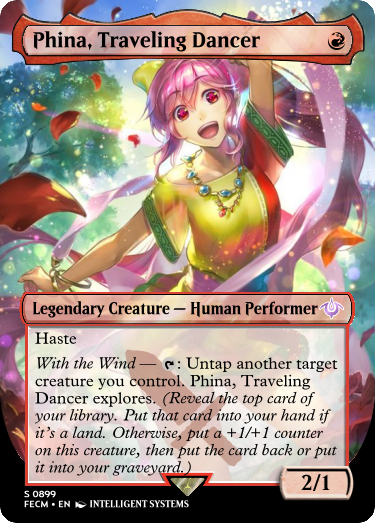 Phina, Traveling Dancer
Legendary Creature — Human Performer
Haste
With the Wind — : Untap another target
creature you control. Phina, Traveling
Dancer explores. (Reveal the top card of
your library. Put that card into your hand if
it's a land. Otherwise, put a +1/+1 counter
on this creature, then put the card back or put
it into your graveyard.)
2/1
S 0899
FECM • EN INTELLIGENT SYSTEMS